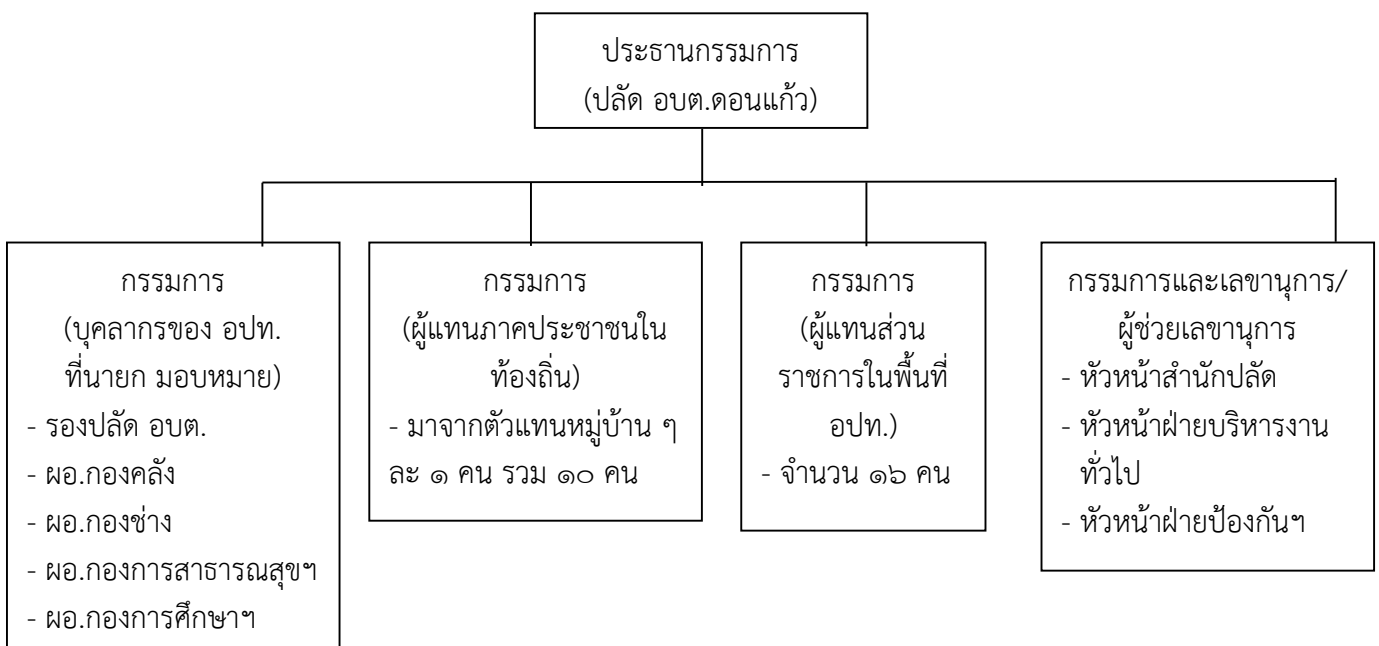 ประธานกรรมการ
(ปลัด อบต.ดอนแก้ว)
กรรมการ
(บุคลากรของ อปท.
ที่นายก มอบหมาย)
- รองปลัด อบต.
- ผอ.กองคลัง
- ผอ.กองช่าง
- ผอ.กองการสาธารณสุขฯ
- ผอ.กองการศึกษาฯ
กรรมการ
(ผู้แทนภาคประชาชนใน
ท้องถิ่น)
- มาจากตัวแทนหมู่บ้าน ๆ
ละ ๑ คน รวม ๑๐ คน
กรรมการ
(ผู้แทนส่วน
ราชการในพื้นที่
อปท.)
- จำนวน ๑๖ คน
กรรมการและเลขานุการ/
ผู้ช่วยเลขานุการ
- หัวหน้าสำนักปลัด
- หัวหน้าฝ่ายบริหารงาน
ทั่วไป
- หัวหน้าฝ่ายป้องกันฯ